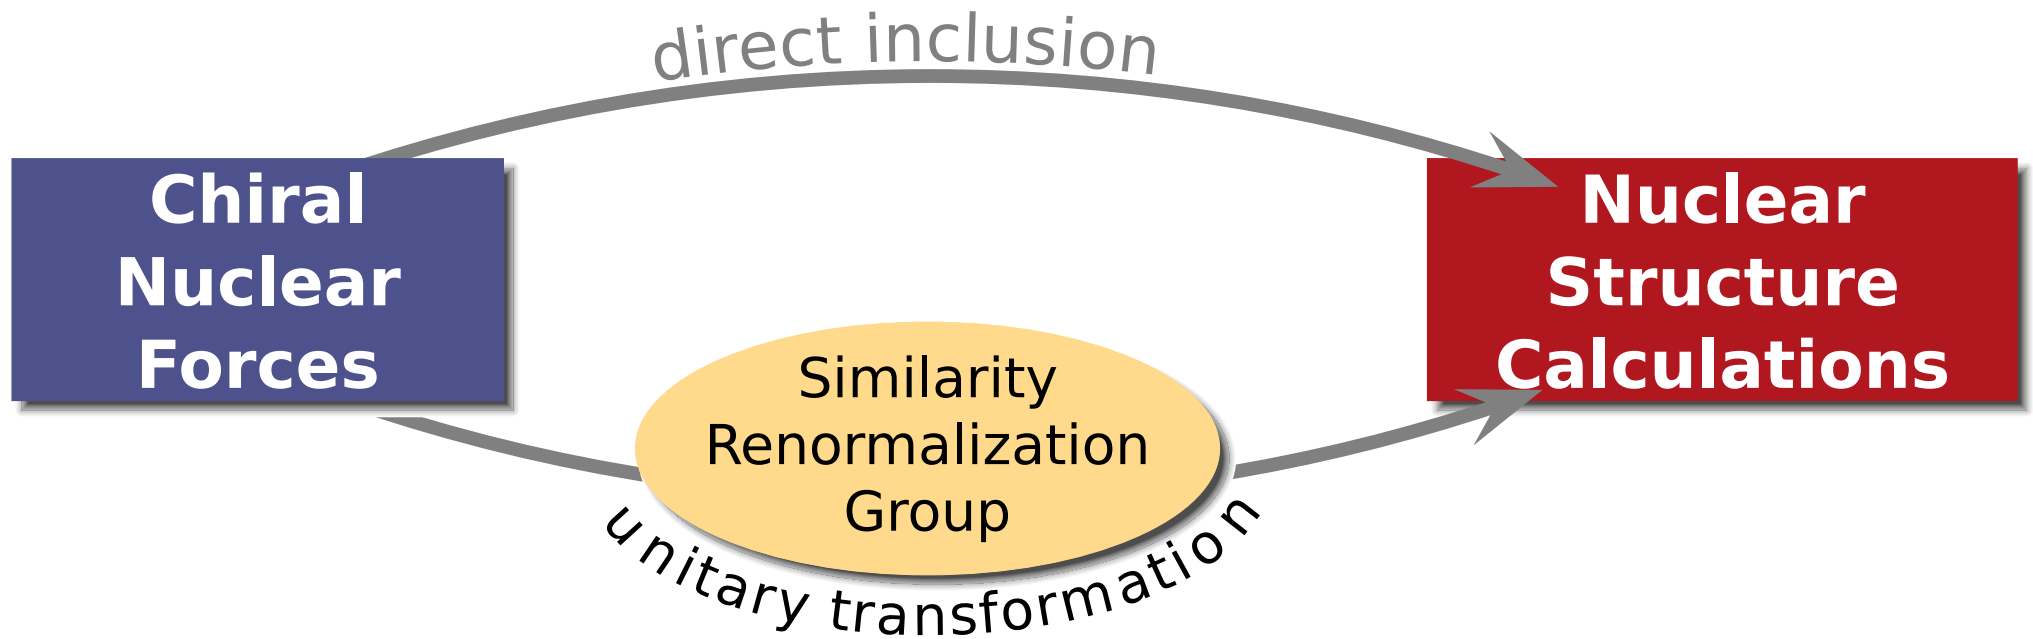 direct inclusion
Chiral
Nuclear
Forces
Nuclear
Structure
Calculations
Similarity
Renormalization
Group
unitary transformation